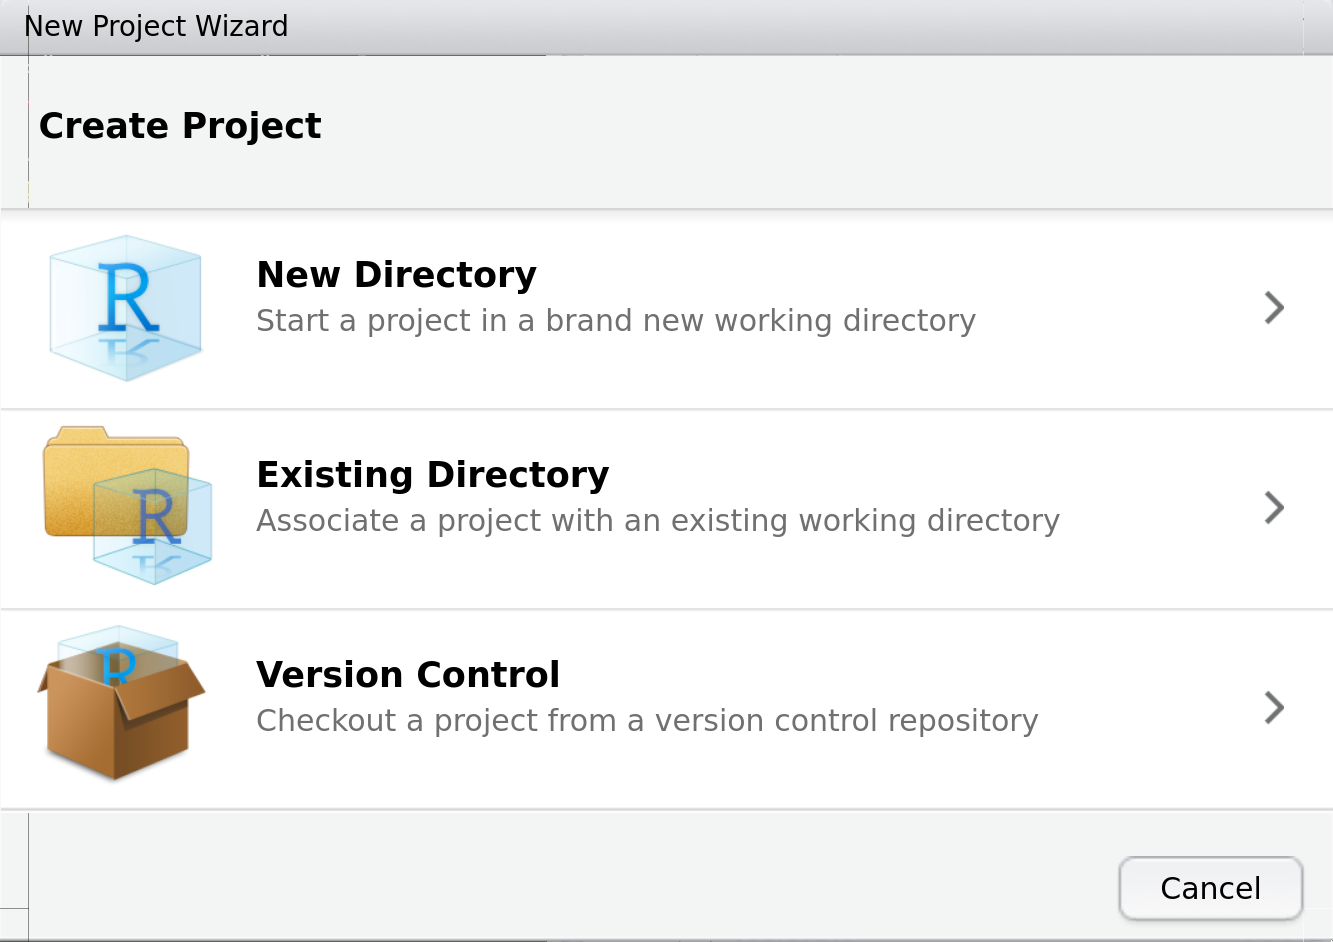 New Project Wizard
Create Project
R
New Directory
Start a project in a brand new working directory
R
Existing Directory
Associate a project with an existing working directory
R
Version Control
Checkout a project from a version control repository
Cancel